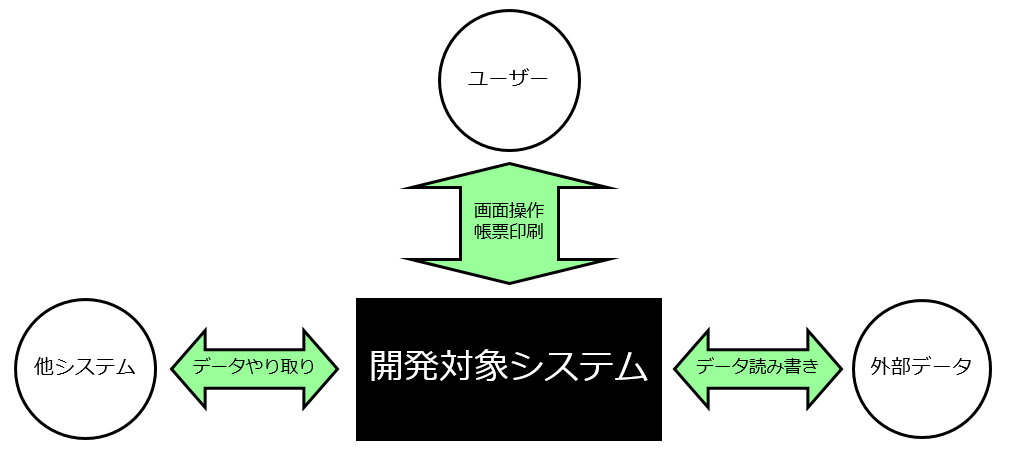 ユーザー
画面操作
帳票印刷
他システム
データやり取り
開発対象システム
データ読み書き
外部データ